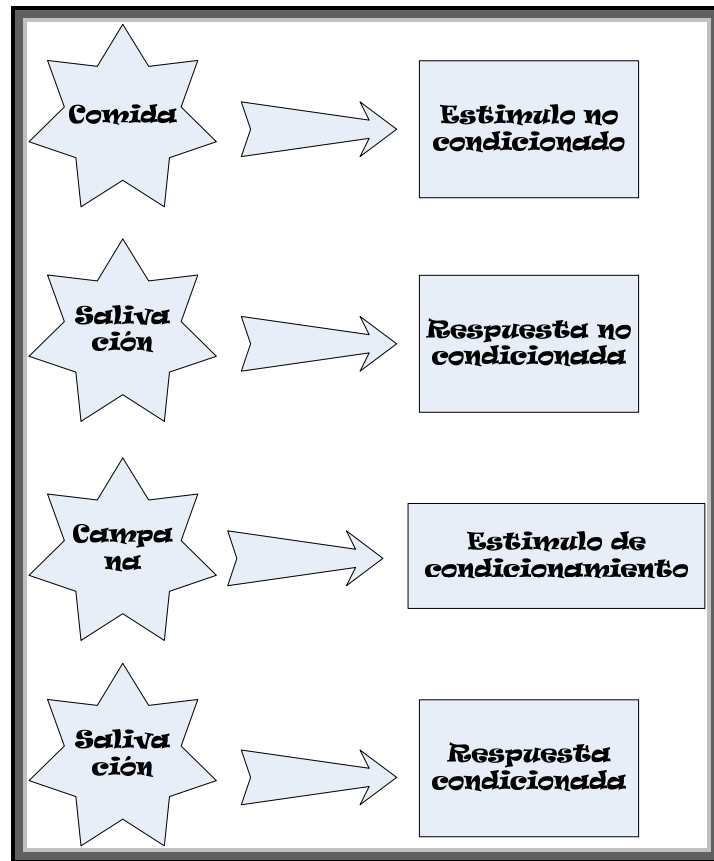 Comida
Estimulo no
condicionado
Saliva
ción
Respuesta no
condicionada
Campa
na
Estimulo de
condicionamiento
Saliva
ción
Respuesta
condicionada